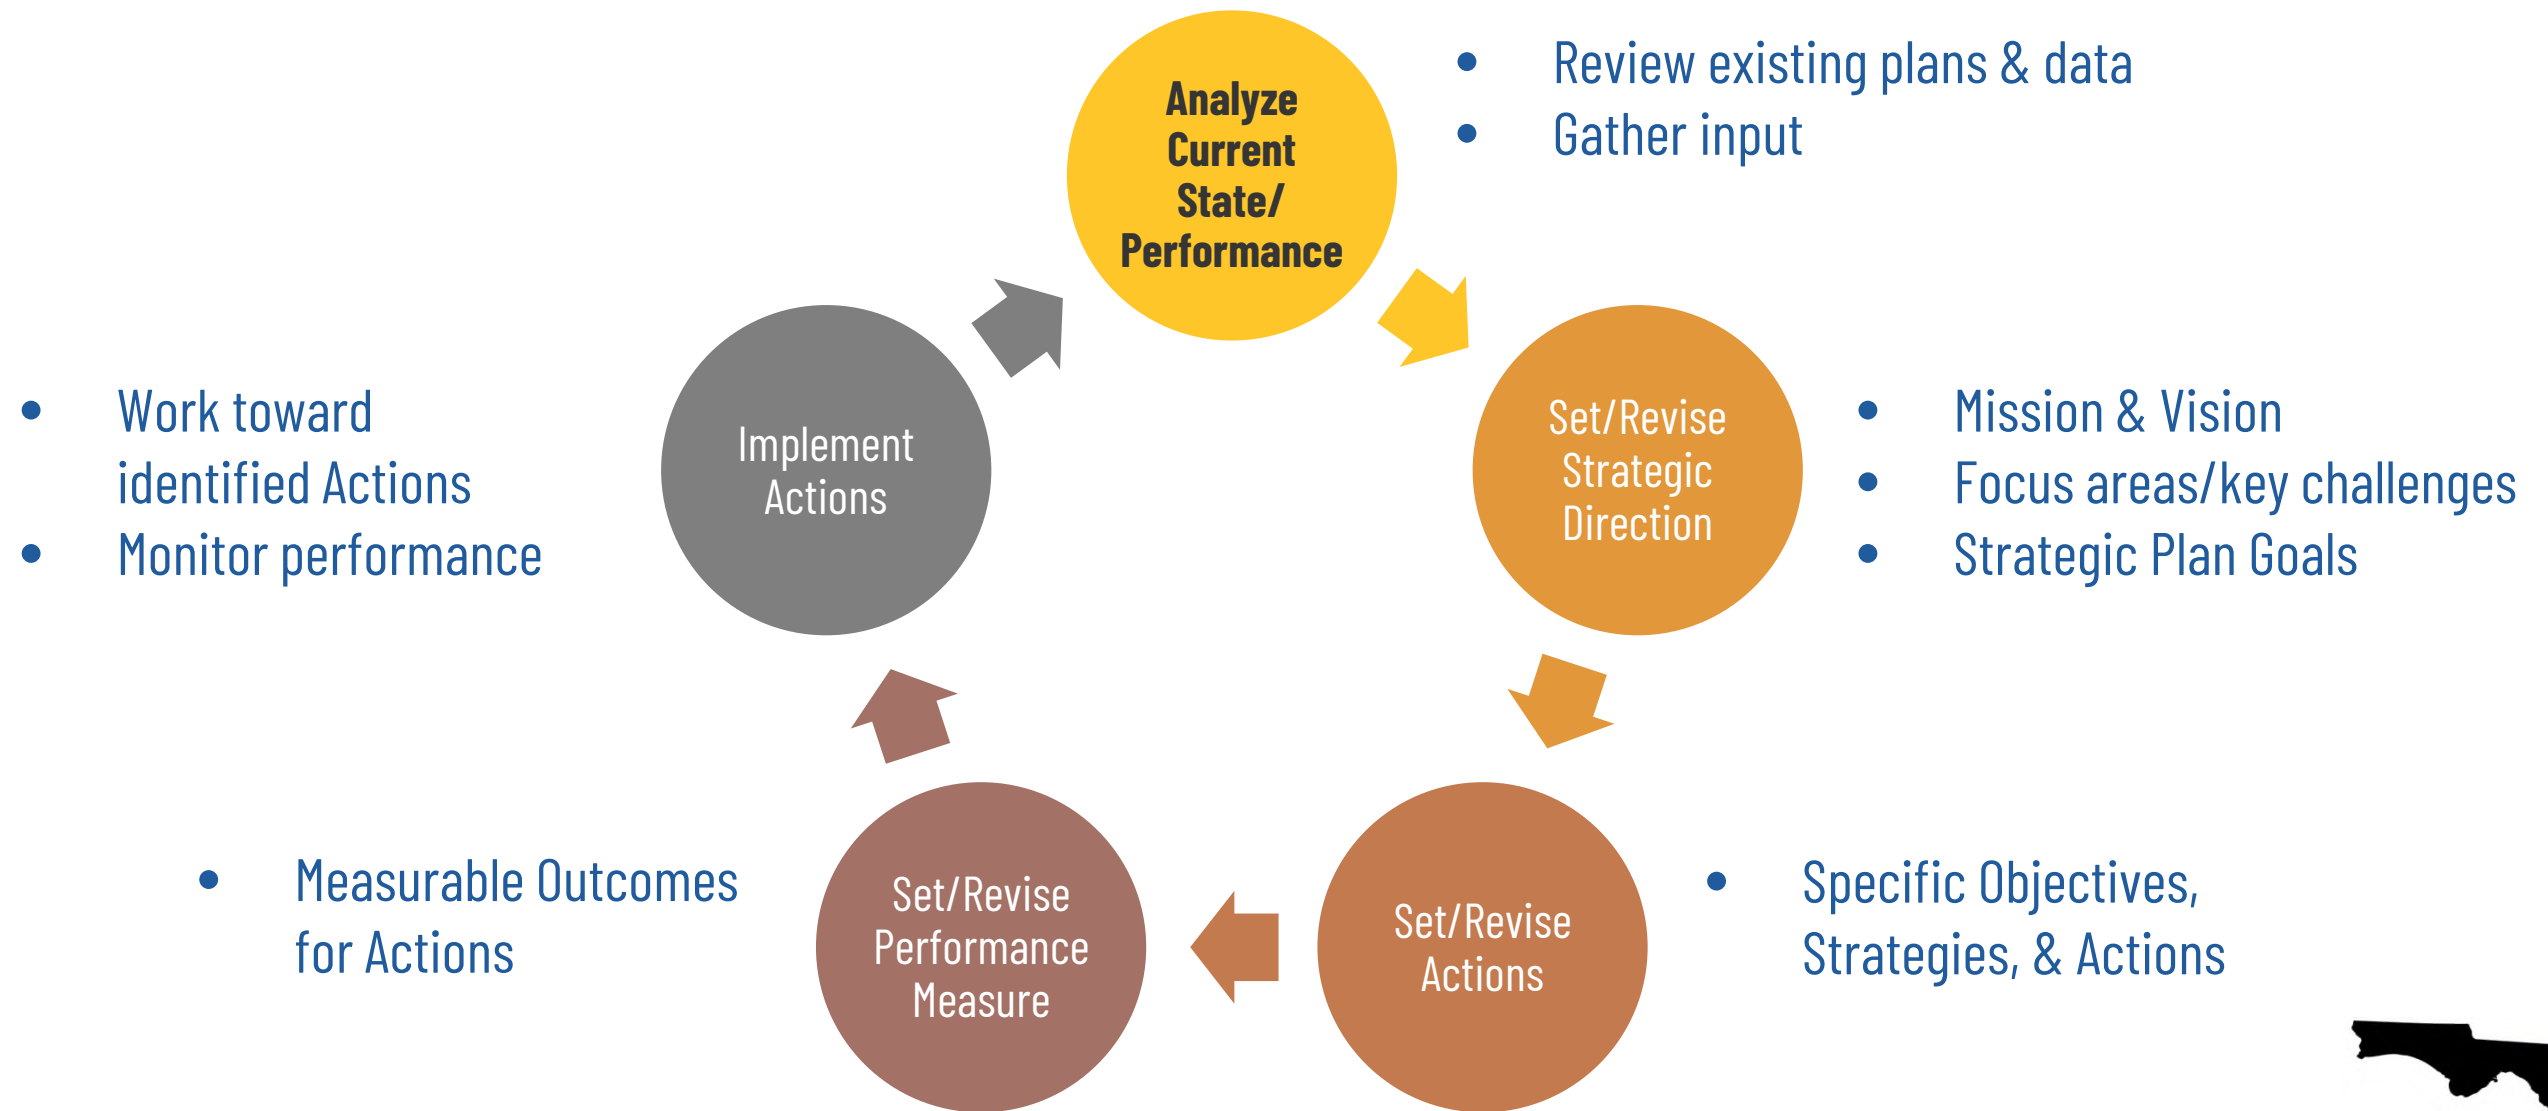 Analyze
Current
State/
Performance
• Review existing plans & data
• Gather input
Set/Revise
Strategic
Direction
• Mission & Vision
• Focus areas/key challenges
• Strategic Plan Goals
Set/Revise
Actions
• Specific Objectives,
Strategies, & Actions
Set/Revise
Performance
Measure
• Measurable Outcomes
for Actions
Implement
Actions
• Work toward
identified Actions
• Monitor performance